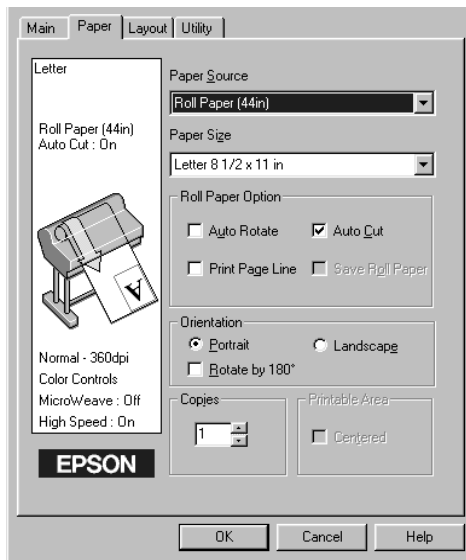 Main Paper Layout Utility
Letter
Roll Paper (44in)
Auto Cut : On
A
Normal - 360dpi
Color Controls
MicroWeave : Off
High Speed : On
EPSON
Paper Source
Roll Paper (44in)
Paper Size
Letter 8 1/2 x 11 in
Roll Paper Option
Auto Rotate Auto Cut
Print Page Line Save Roll Paper
Orientation
Portrait Landscape
Rotate by 180°
Copies
1
Printable Area
Centered
OK Cancel Help